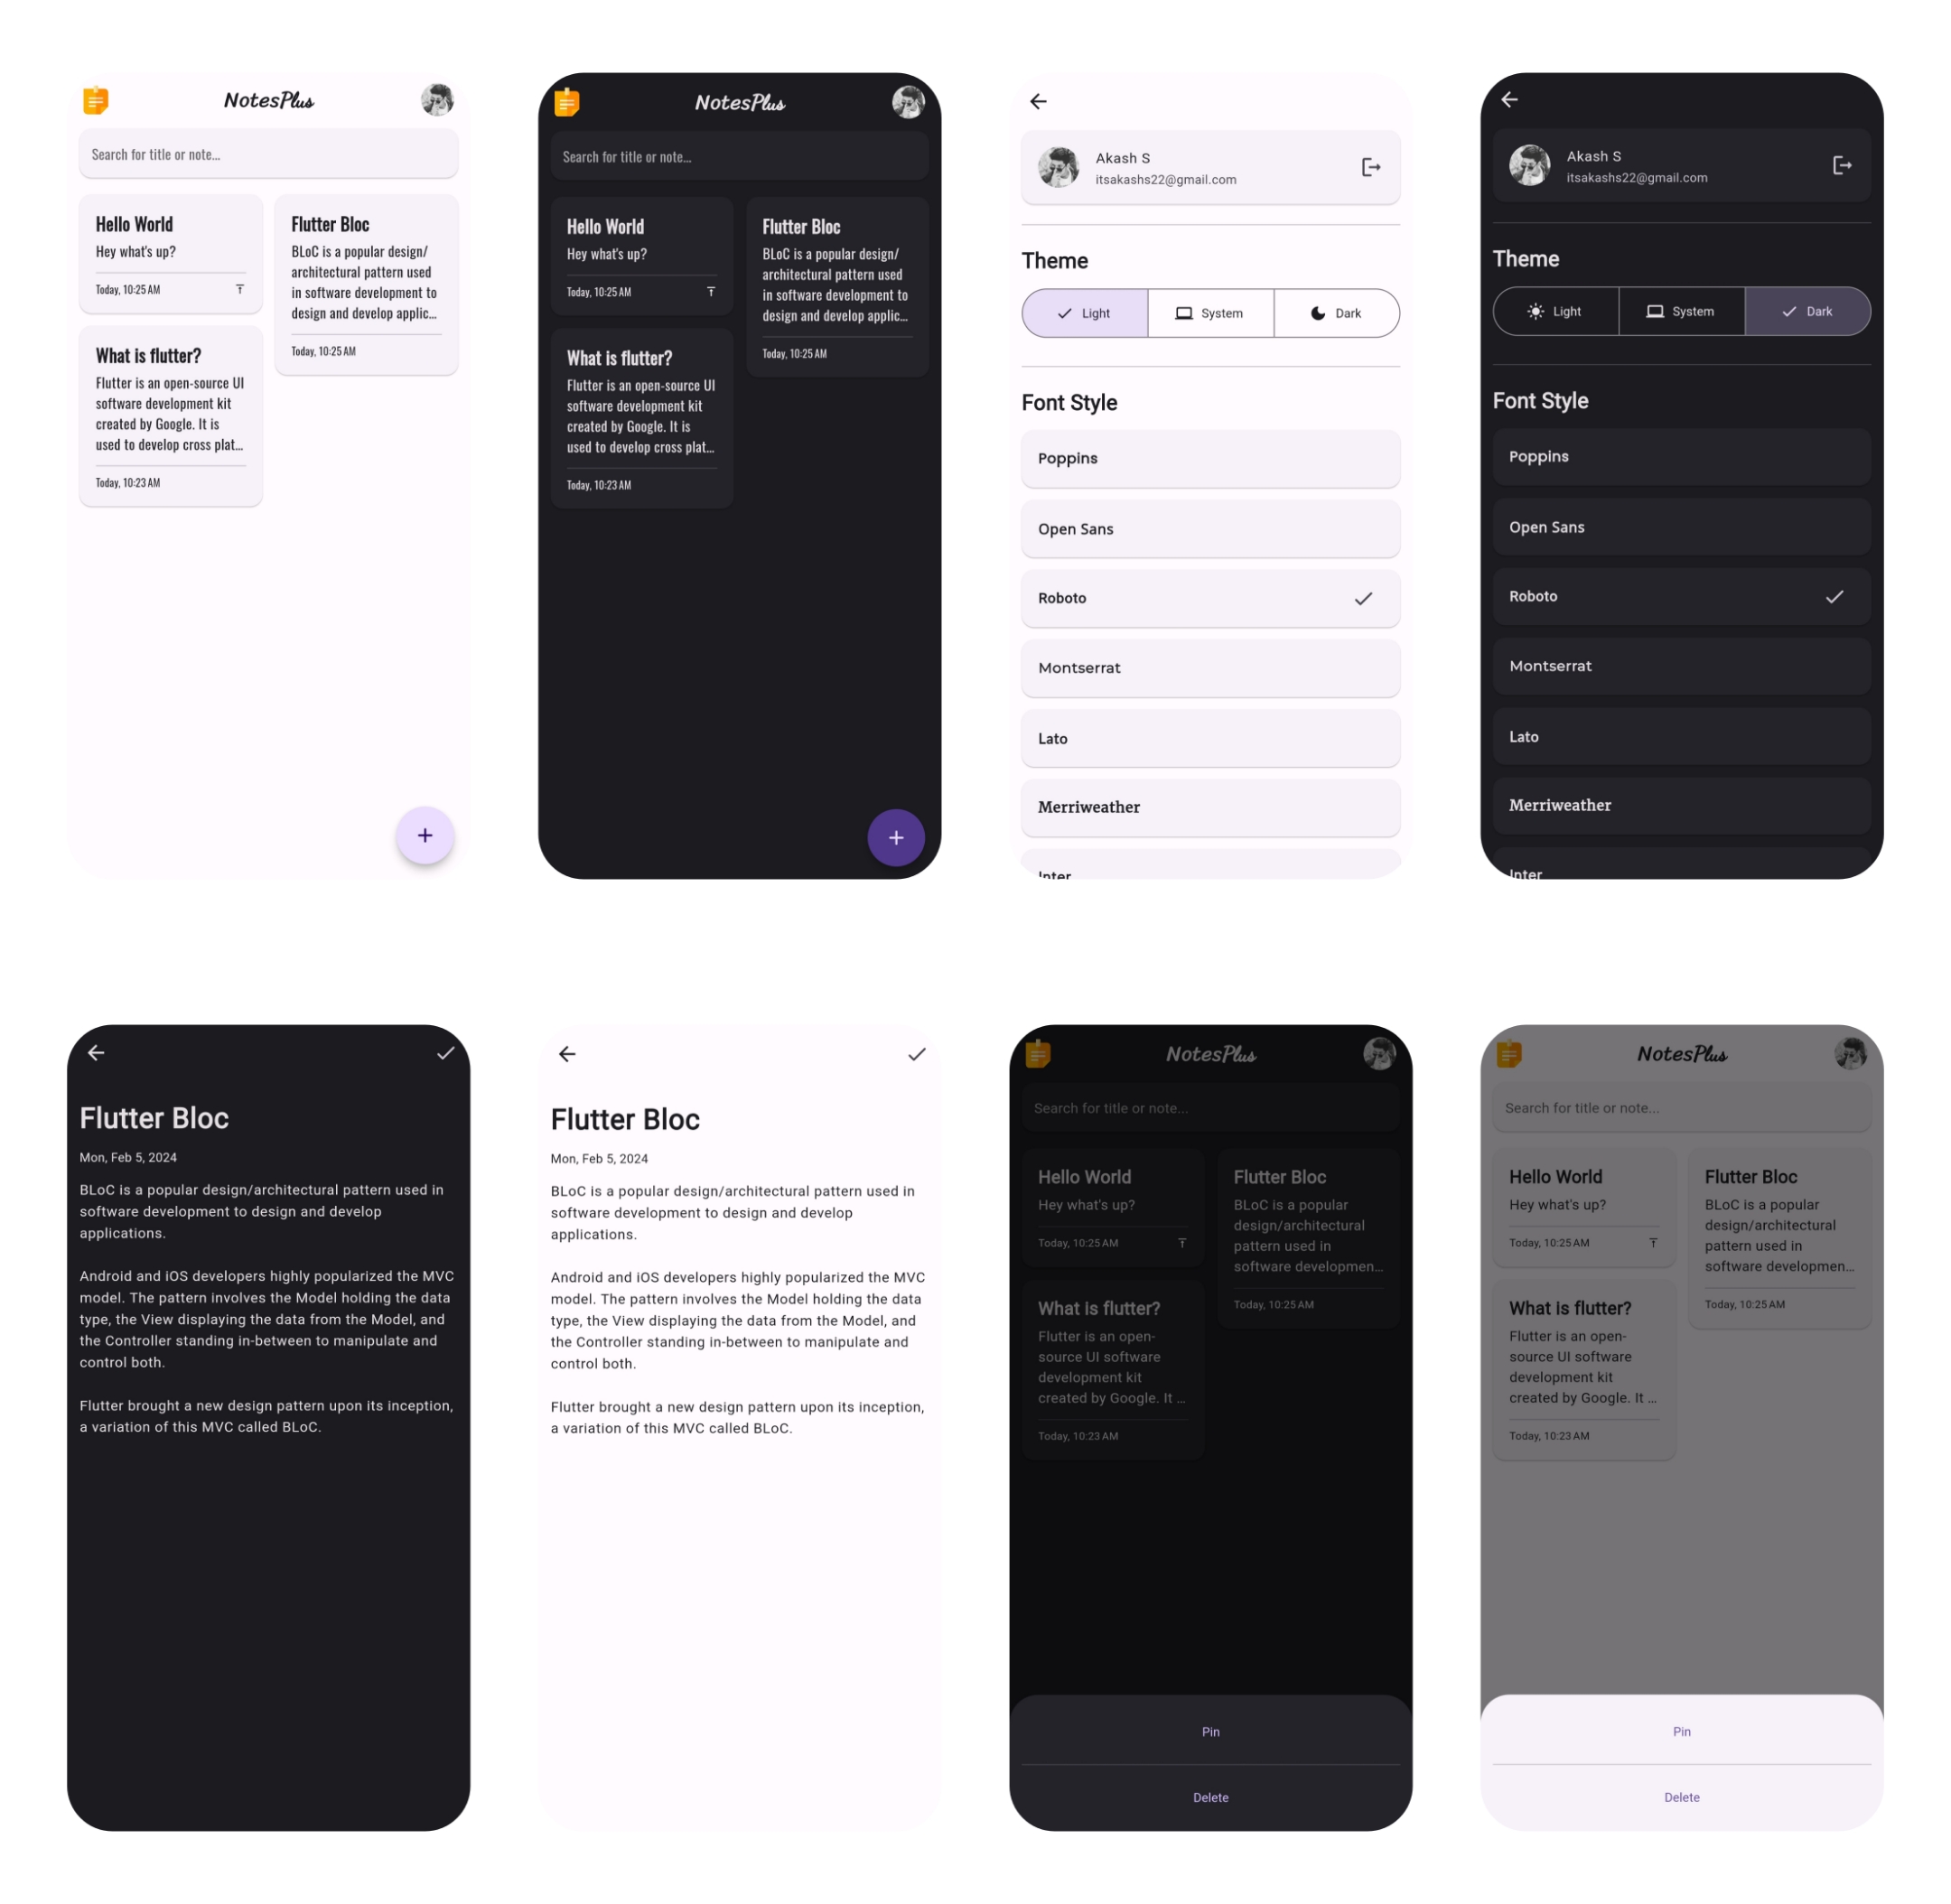 NotesPlus
Search for title or note...
Hello World
Hey what's up?
Today, 10:25 AM
Flutter Bloc
BLoC is a popular design/
architectural pattern used
in software development to
design and develop applic...
Today, 10:25 AM
What is flutter?
Flutter is an open-source UI
software development kit
created by Google. It is
used to develop cross plat...
Today, 10:23 AM
NotesPlus
Search for title or note...
Hello World
Hey what's up?
Today, 10:25 AM
Flutter Bloc
BLoC is a popular design/
architectural pattern used
in software development to
design and develop applic...
Today, 10:25 AM
What is flutter?
Flutter is an open-source UI
software development kit
created by Google. It is
used to develop cross plat...
Today, 10:23 AM
Akash S
itsakashs22@gmail.com
Theme
Light System Dark
Font Style
Poppins
Open Sans
Roboto
Montserrat
Lato
Merriweather
Inter
Akash S
itsakashs22@gmail.com
Theme
Light System Dark
Font Style
Poppins
Open Sans
Roboto
Montserrat
Lato
Merriweather
Inter
Flutter Bloc
Mon, Feb 5, 2024
BLoC is a popular design/architectural pattern used in
software development to design and develop
applications.
Android and iOS developers highly popularized the MVC
model. The pattern involves the Model holding the data
type, the View displaying the data from the Model, and
the Controller standing in-between to manipulate and
control both.
Flutter brought a new design pattern upon its inception,
a variation of this MVC called BLoC.
Flutter Bloc
Mon, Feb 5, 2024
BLoC is a popular design/architectural pattern used in
software development to design and develop
applications.
Android and iOS developers highly popularized the MVC
model. The pattern involves the Model holding the data
type, the View displaying the data from the Model, and
the Controller standing in-between to manipulate and
control both.
Flutter brought a new design pattern upon its inception,
a variation of this MVC called BLoC.
NotesPlus
Search for title or note...
Hello World
Hey what's up?
Today, 10:25 AM
Flutter Bloc
BLoC is a popular
design/architectural
pattern used in
software developmen...
Today, 10:25 AM
What is flutter?
Flutter is an open-
source UI software
development kit
created by Google. It ...
Today, 10:23 AM
Pin
Delete
NotesPlus
Search for title or note...
Hello World
Hey what's up?
Today, 10:25 AM
Flutter Bloc
BLoC is a popular
design/architectural
pattern used in
software developmen...
Today, 10:25 AM
What is flutter?
Flutter is an open-
source UI software
development kit
created by Google. It ...
Today, 10:23 AM
Pin
Delete